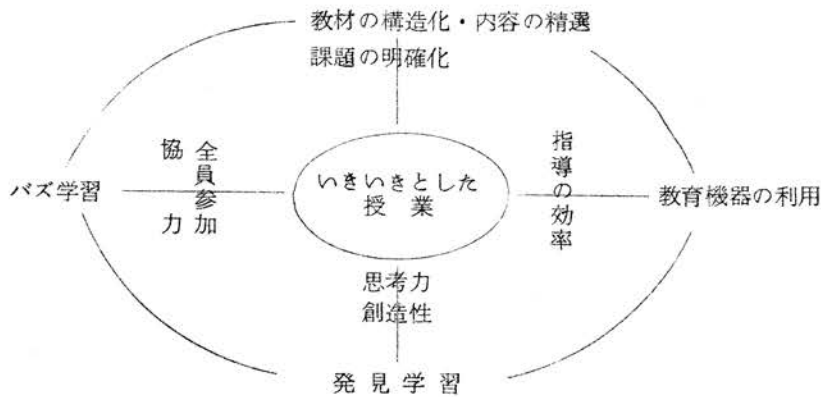 教材の構造化・内容の精選
課題の明確化
バズ学習
全員参加
協力
いきいきとした
授業
指導の効率
教育機器の利用
思考力
創造性
発見学習